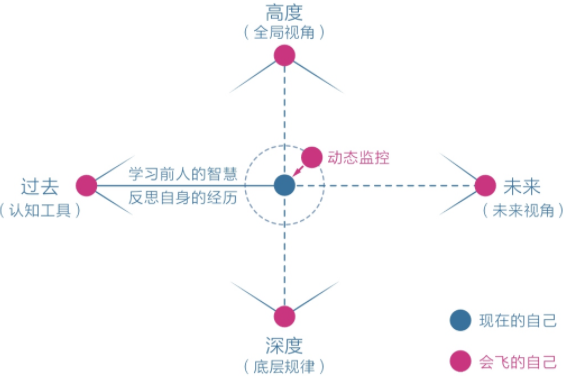 高度
（全局视角）
动态监控
学习前人的智慧
过去
未来
反思自身的经历
（认知工具）
（未来视角）
现在的自己
深度
（底层规律）
会飞的自己